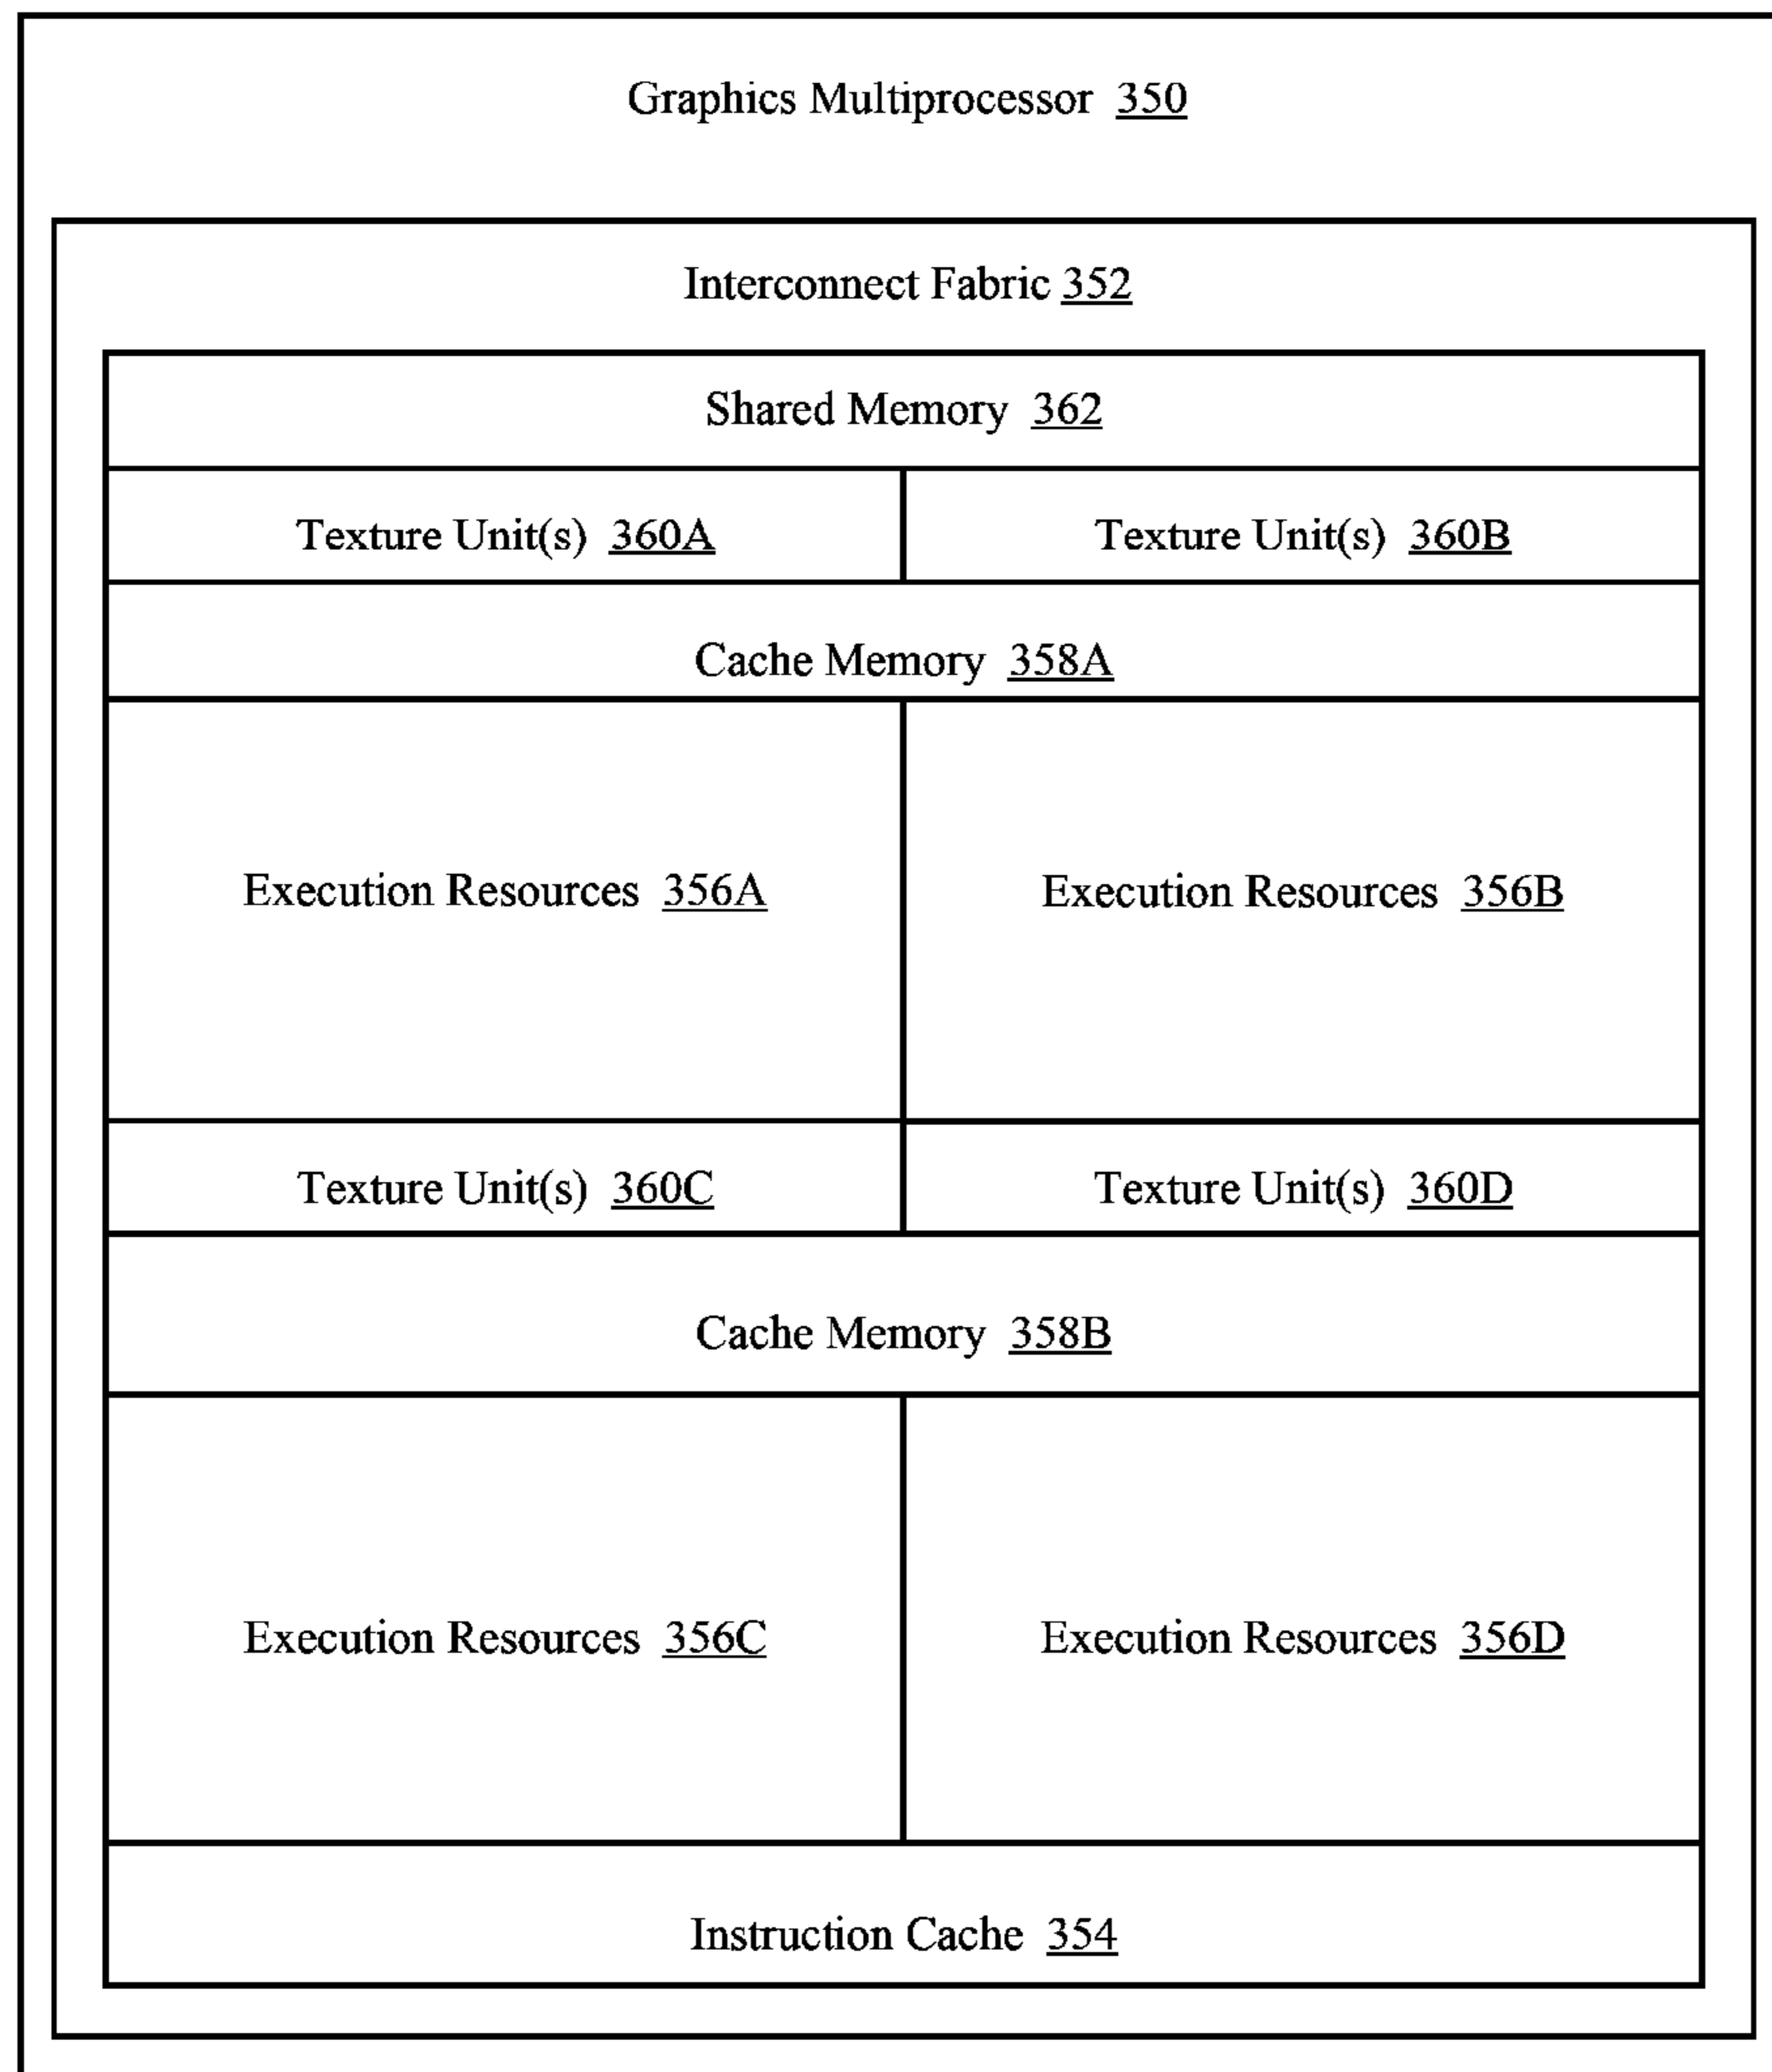 Graphics Multiprocessor 350
Interconnect Fabric 352
Shared Memory 362
Texture Unit(s) 360A
Texture Unit(s) 360B
Cache Memory 358A
Execution Resources 356A
Execution Resources 356B
Texture Unit(s) 360C
Texture Unit(s) 360D
Cache Memory 358B
Execution Resources 356C
Execution Resources 356D
Instruction Cache 354